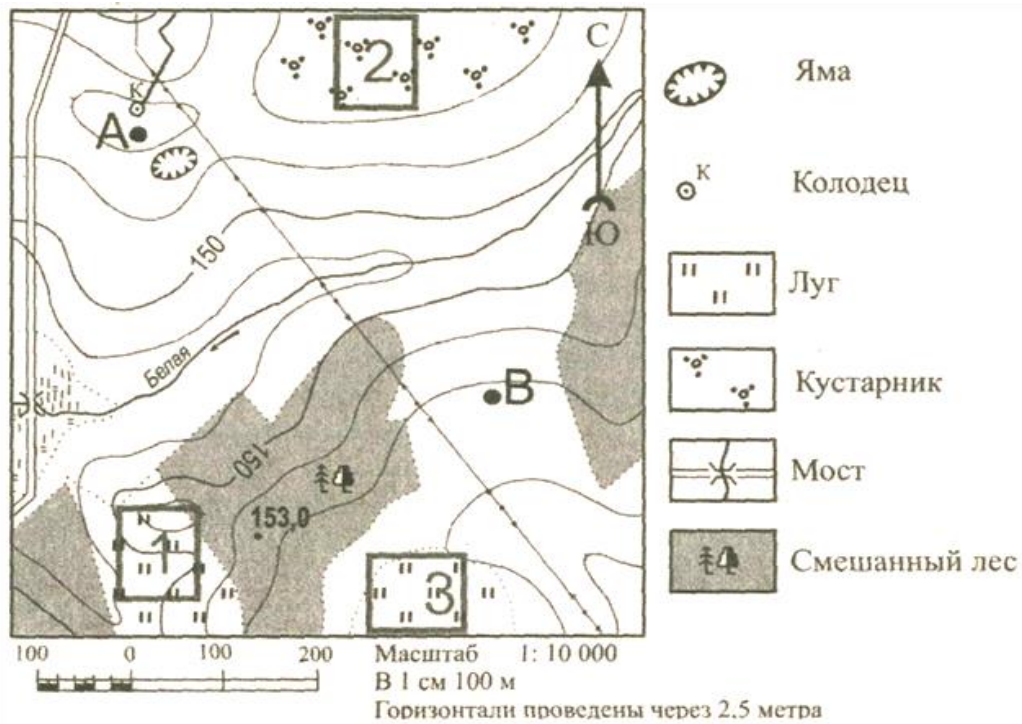 К
А
2
С
Ю
150
Белая
В
150
153,0
1
3
Яма
К
Колодец
Луг
Кустарник
Мост
Смешанный лес
100 0 100 200
Масштаб 1: 10 000
В 1 см 100 м
Горизонтали проведены через 2.5 метра